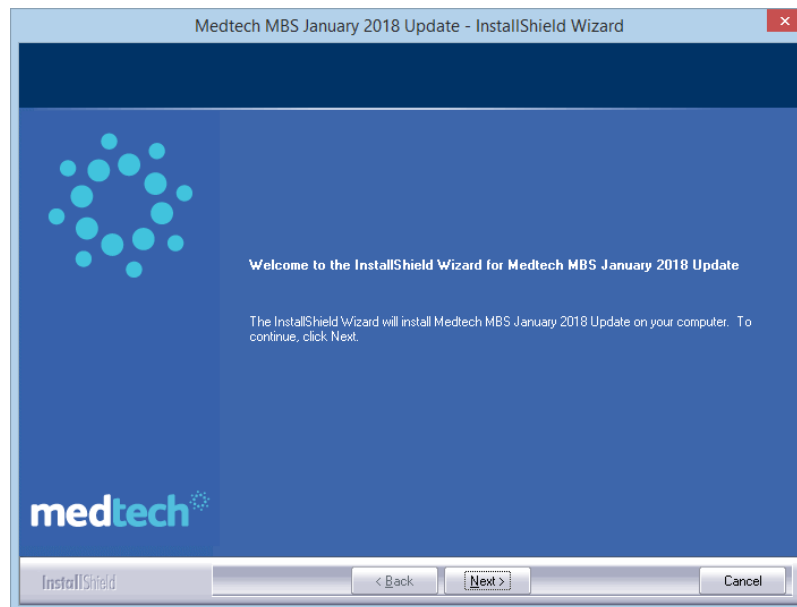 Medtech MBS January 2018 Update - InstallShield Wizard
Welcome to the InstallShield Wizard for Medtech MBS January 2018 Update
The InstallShield Wizard will install Medtech MBS January 2018 Update on your computer. To
continue, click Next.
medtech
InstallShield
< Back
Next >
Cancel